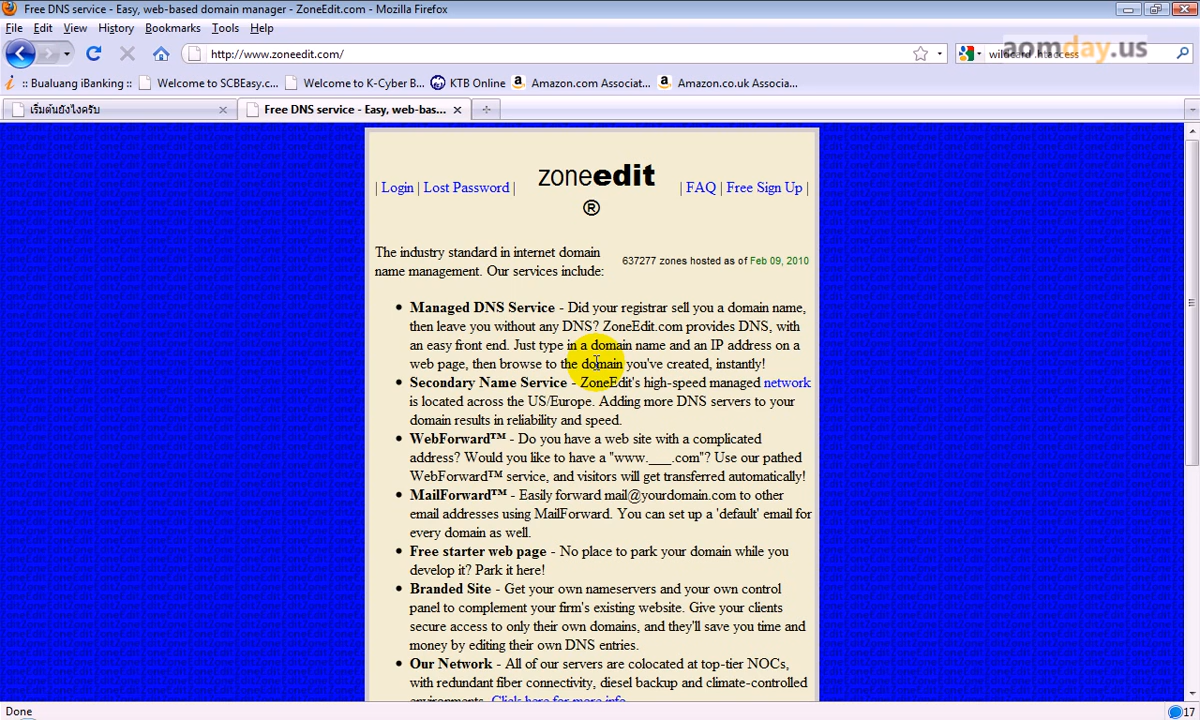 Free DNS service - Easy, web-based domain manager - ZoneEdit.com - Mozilla Firefox
File Edit View History Bookmarks Tools Help
http://www.zoneedit.com/
wildcard .htaccess
aomday.us
:: Bualuang iBanking :: Welcome to SCBEasy.c... Welcome to K-Cyber B... KTB Online Amazon.com Associat... Amazon.co.uk Associa...
เริ่มต้นยังไงครับ Free DNS service - Easy, web-bas...
| Login | Lost Password | zoneedit ® | FAQ | Free Sign Up |
The industry standard in internet domain
name management. Our services include:
637277 zones hosted as of Feb 09, 2010
• Managed DNS Service - Did your registrar sell you a domain name,
then leave you without any DNS? ZoneEdit.com provides DNS, with
an easy front end. Just type in a domain name and an IP address on a
web page, then browse to the domain you've created, instantly!
• Secondary Name Service - ZoneEdit's high-speed managed network
is located across the US/Europe. Adding more DNS servers to your
domain results in reliability and speed.
• WebForward™ - Do you have a web site with a complicated
address? Would you like to have a "www.___.com"? Use our pathed
WebForward™ service, and visitors will get transferred automatically!
• MailForward™ - Easily forward mail@yourdomain.com to other
email addresses using MailForward. You can set up a 'default' email for
every domain as well.
• Free starter web page - No place to park your domain while you
develop it? Park it here!
• Branded Site - Get your own nameservers and your own control
panel to complement your firm's existing website. Give your clients
secure access to only their own domains, and they'll save you time and
money by editing their own DNS entries.
• Our Network - All of our servers are colocated at top-tier NOCs,
with redundant fiber connectivity, diesel backup and climate-controlled
environments. Click here for more info
Done
17